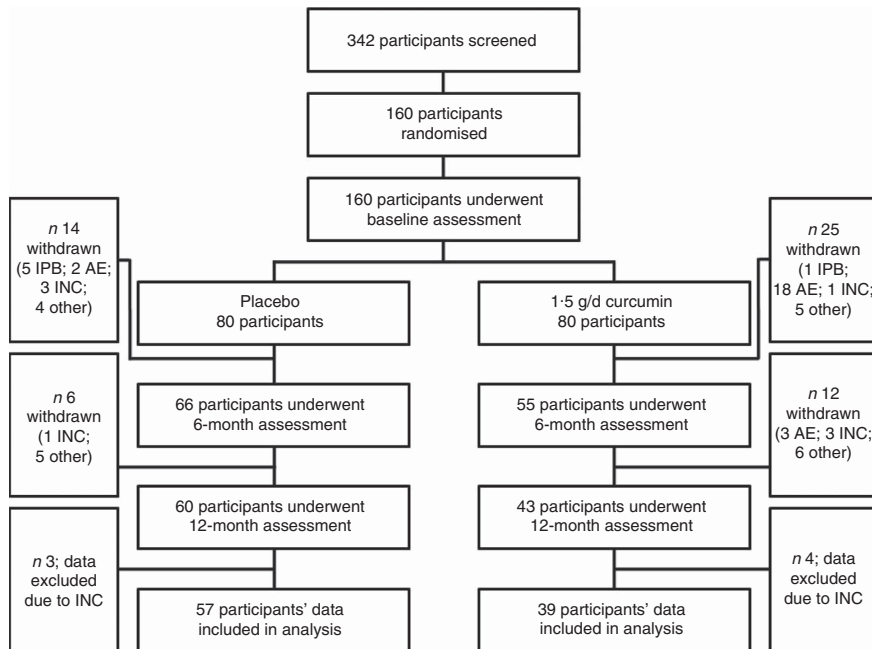 342 participants screened
160 participants
randomised
160 participants underwent
baseline assessment
n 14
withdrawn
(5 IPB; 2 AE;
3 INC;
4 other)
n 25
withdrawn
(1 IPB;
18 AE; 1 INC;
5 other)
Placebo
80 participants
1·5 g/d curcumin
80 participants
n 6
withdrawn
(1 INC;
5 other)
66 participants underwent
6-month assessment
55 participants underwent
6-month assessment
n 12
withdrawn
(3 AE; 3 INC;
6 other)
60 participants underwent
12-month assessment
43 participants underwent
12-month assessment
n 3; data
excluded
due to INC
n 4; data
excluded
due to INC
57 participants’ data
included in analysis
39 participants’ data
included in analysis